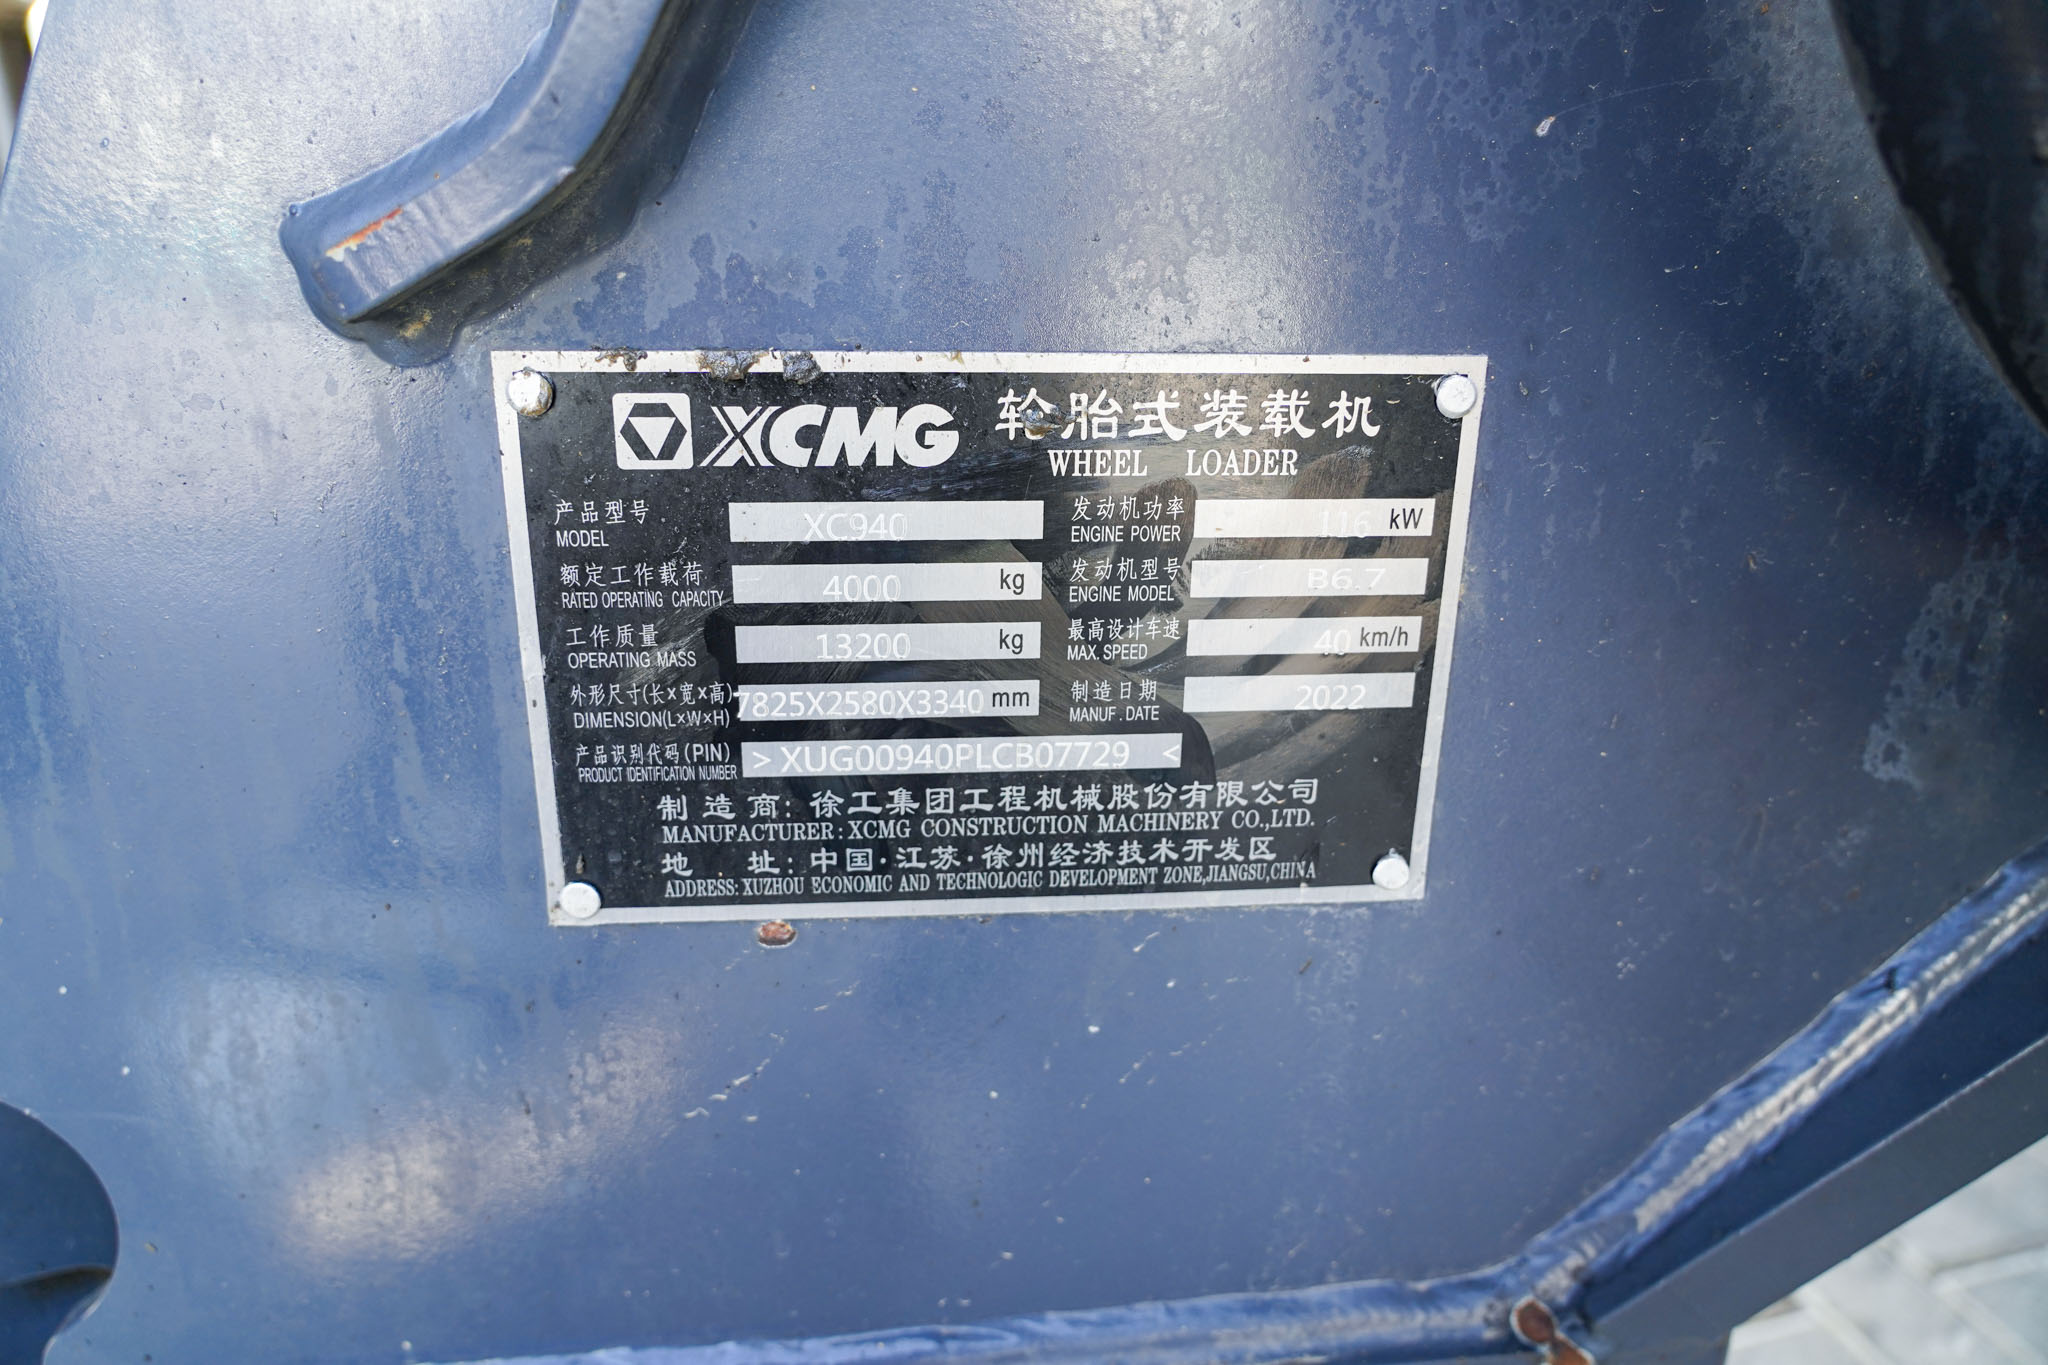 XCMG 轮胎式装载机
WHEEL LOADER
产品型号 XC940 发动机功率 116 kW
MODEL ENGINE POWER
额定工作载荷 4000 kg 发动机型号 B6.7
RATED OPERATING CAPACITY ENGINE MODEL
工作质量 13200 kg 最高设计车速 40 km/h
OPERATING MASS MAX. SPEED
外形尺寸(长×宽×高) 7825X2580X3340 mm 制造日期 2022
DIMENSION(L×W×H) MANUF. DATE
产品识别代码(PIN) > XUG00940PLCB07729 <
PRODUCT IDENTIFICATION NUMBER
制造商: 徐工集团工程机械股份有限公司
MANUFACTURER: XCMG CONSTRUCTION MACHINERY CO.,LTD.
地址: 中国·江苏·徐州经济技术开发区
ADDRESS: XUZHOU ECONOMIC AND TECHNOLOGIC DEVELOPMENT ZONE,JIANGSU,CHINA